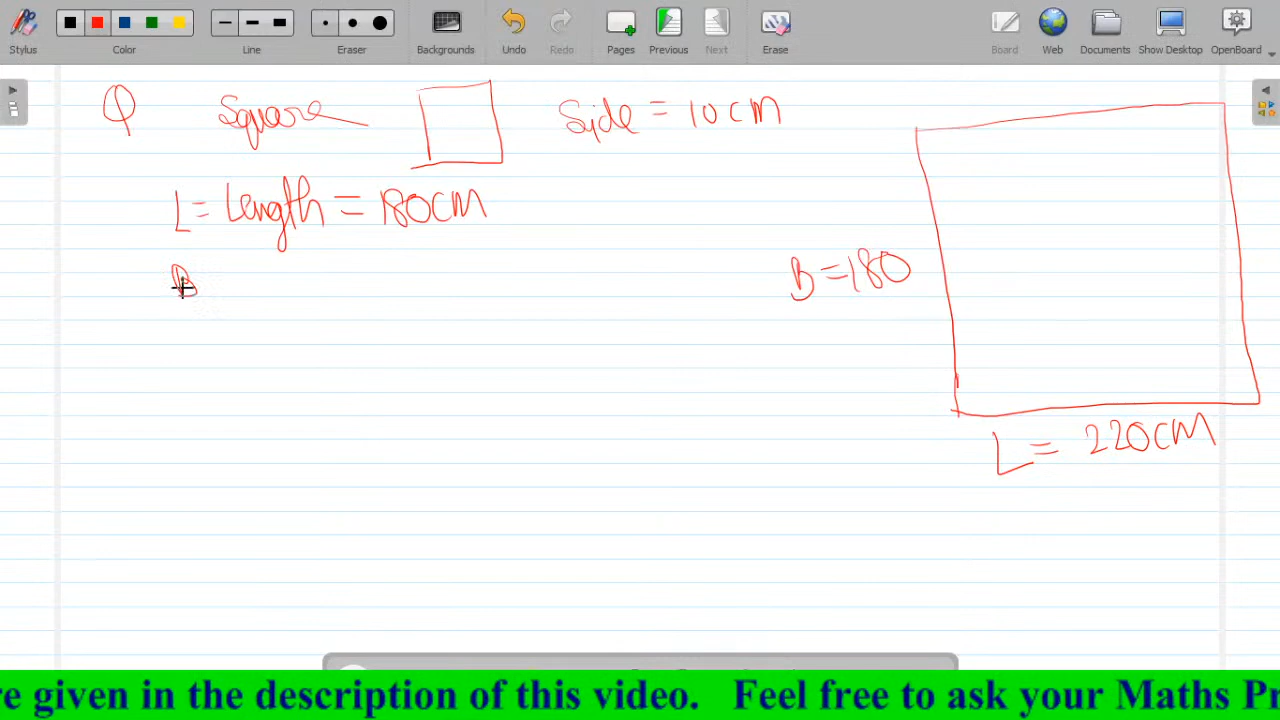 Stylus Color Line Eraser Backgrounds Undo Redo Pages Previous Next Erase Board Web Documents Show Desktop OpenBoard
Q Square Side = 10 cm
L = Length = 180cm
B
B = 180
L = 220cm
re given in the description of this video. Feel free to ask your Maths Pr